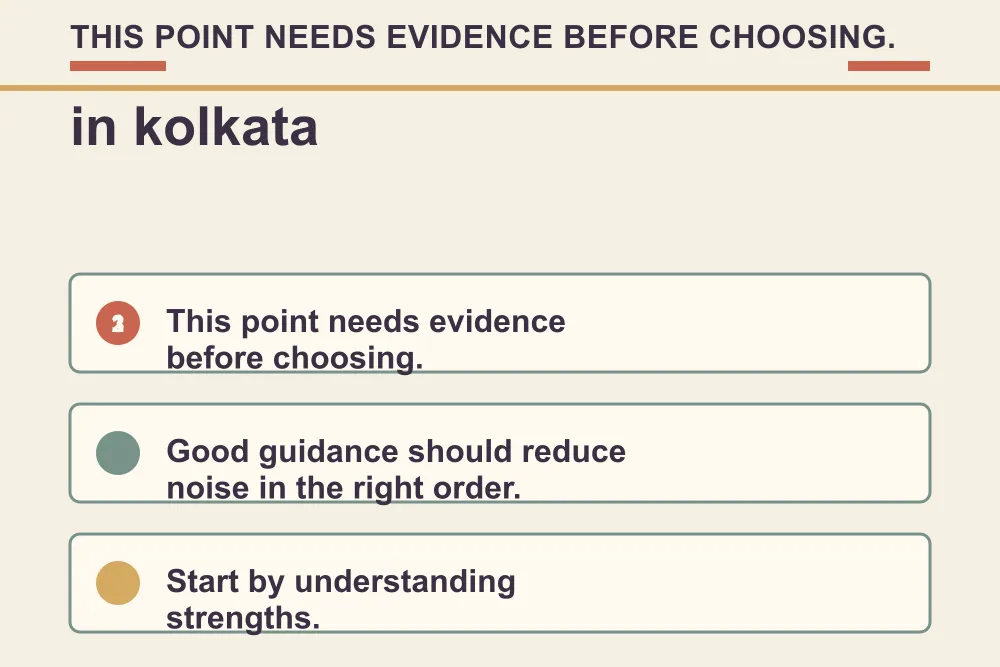 THIS POINT NEEDS EVIDENCE BEFORE CHOOSING.
in kolkata
This point needs evidence
before choosing.
Good guidance should reduce
noise in the right order.
Start by understanding
strengths.